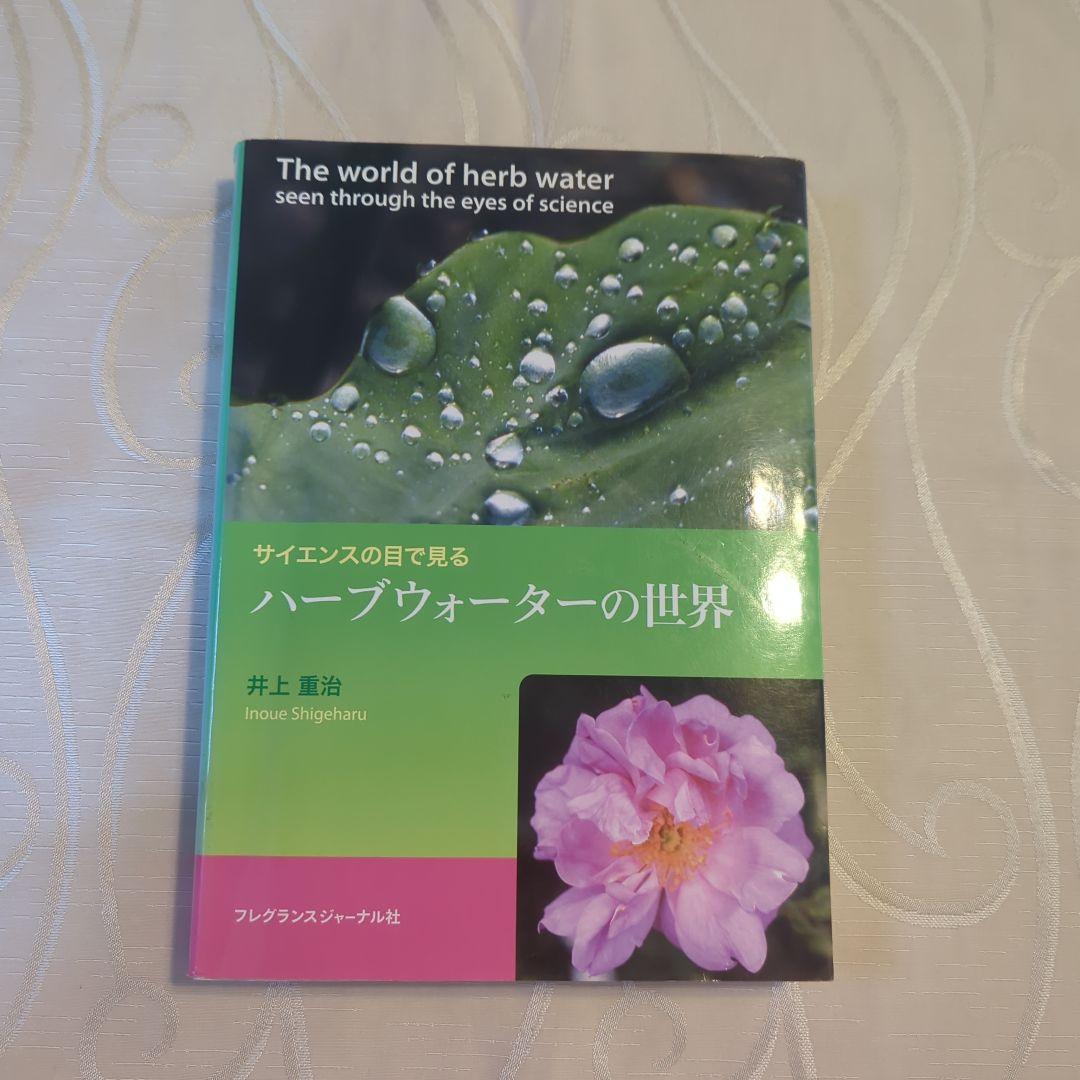 The world of herb water
seen through the eyes of science
サイエンスの目で見る
ハーブウォーターの世界
井上 重治
Inoue Shigeharu
フレグランスジャーナル社